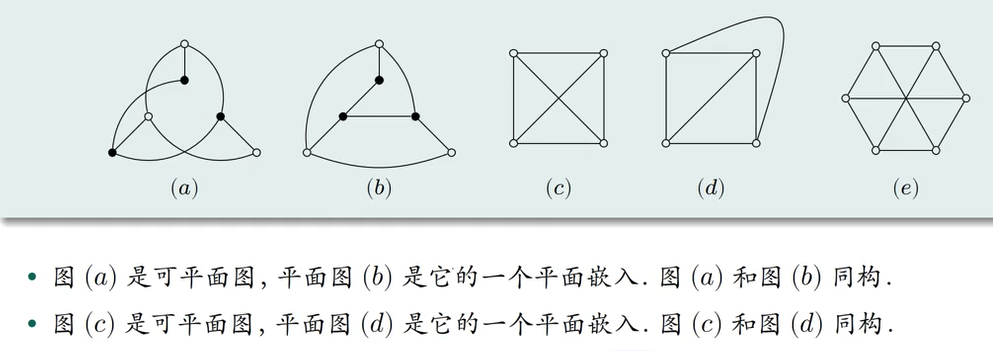 (a) (b) (c) (d) (e)
• 图 (a) 是可平面图, 平面图 (b) 是它的一个平面嵌入. 图 (a) 和图 (b) 同构.
• 图 (c) 是可平面图, 平面图 (d) 是它的一个平面嵌入. 图 (c) 和图 (d) 同构.